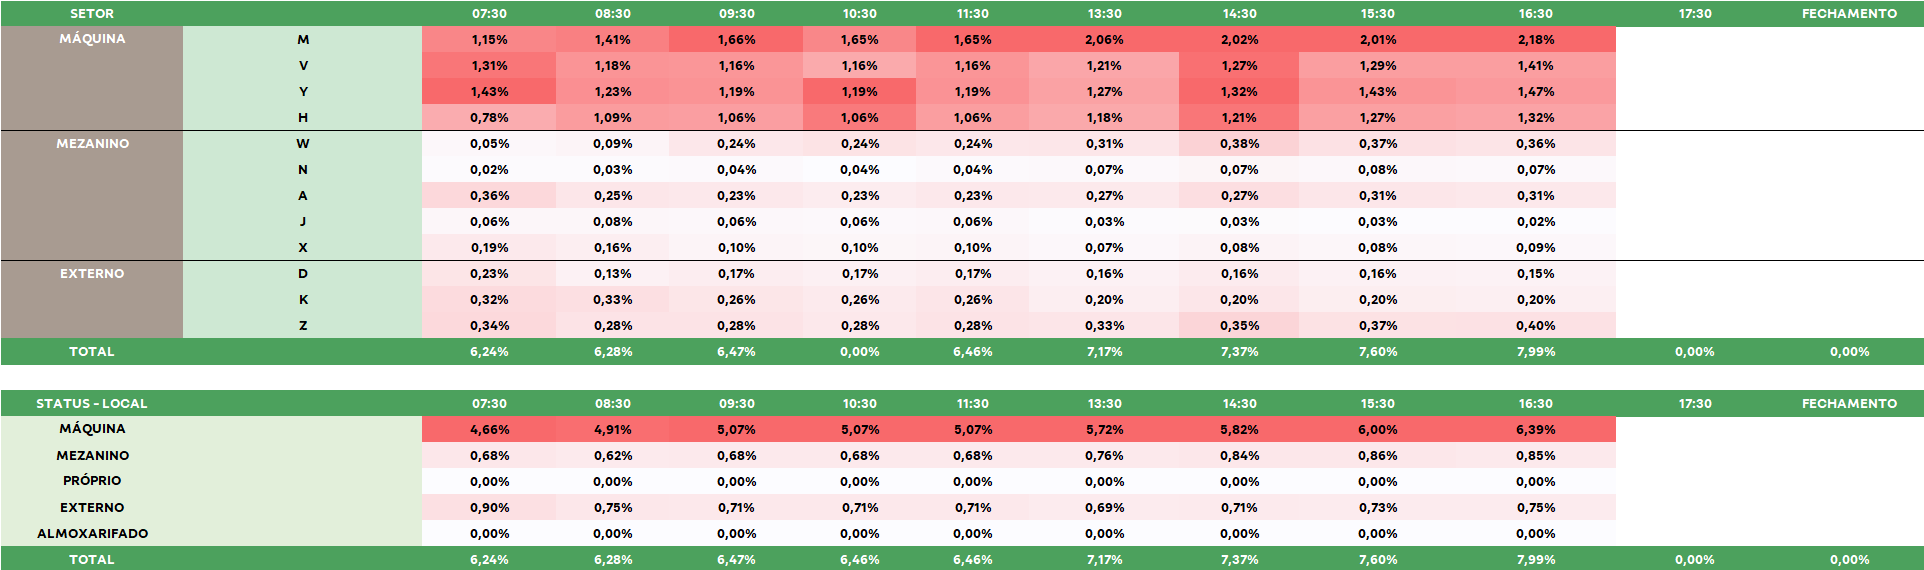 SETOR 07:30 08:30 09:30 10:30 11:30 13:30 14:30 15:30 16:30 17:30 FECHAMENTO
MÁQUINA M 1,15% 1,41% 1,66% 1,65% 1,65% 2,06% 2,02% 2,01% 2,18%
V 1,31% 1,18% 1,16% 1,16% 1,16% 1,21% 1,27% 1,29% 1,41%
Y 1,43% 1,23% 1,19% 1,19% 1,19% 1,27% 1,32% 1,43% 1,47%
H 0,78% 1,09% 1,06% 1,06% 1,06% 1,18% 1,21% 1,27% 1,32%
MEZANINO W 0,05% 0,09% 0,24% 0,24% 0,24% 0,31% 0,38% 0,37% 0,36%
N 0,02% 0,03% 0,04% 0,04% 0,04% 0,07% 0,07% 0,08% 0,07%
A 0,36% 0,25% 0,23% 0,23% 0,23% 0,27% 0,27% 0,31% 0,31%
J 0,06% 0,08% 0,06% 0,06% 0,06% 0,03% 0,03% 0,03% 0,02%
X 0,19% 0,16% 0,10% 0,10% 0,10% 0,07% 0,08% 0,08% 0,09%
EXTERNO D 0,23% 0,13% 0,17% 0,17% 0,17% 0,16% 0,16% 0,16% 0,15%
K 0,32% 0,33% 0,26% 0,26% 0,26% 0,20% 0,20% 0,20% 0,20%
Z 0,34% 0,28% 0,28% 0,28% 0,28% 0,33% 0,35% 0,37% 0,40%
TOTAL 6,24% 6,28% 6,47% 0,00% 6,46% 7,17% 7,37% 7,60% 7,99% 0,00% 0,00%
STATUS - LOCAL 07:30 08:30 09:30 10:30 11:30 13:30 14:30 15:30 16:30 17:30 FECHAMENTO
MÁQUINA 4,66% 4,91% 5,07% 5,07% 5,07% 5,72% 5,82% 6,00% 6,39%
MEZANINO 0,68% 0,62% 0,68% 0,68% 0,68% 0,76% 0,84% 0,86% 0,85%
PRÓPRIO 0,00% 0,00% 0,00% 0,00% 0,00% 0,00% 0,00% 0,00% 0,00%
EXTERNO 0,90% 0,75% 0,71% 0,71% 0,71% 0,69% 0,71% 0,73% 0,75%
ALMOXARIFADO 0,00% 0,00% 0,00% 0,00% 0,00% 0,00% 0,00% 0,00% 0,00%
TOTAL 6,24% 6,28% 6,47% 6,46% 6,46% 7,17% 7,37% 7,60% 7,99% 0,00% 0,00%